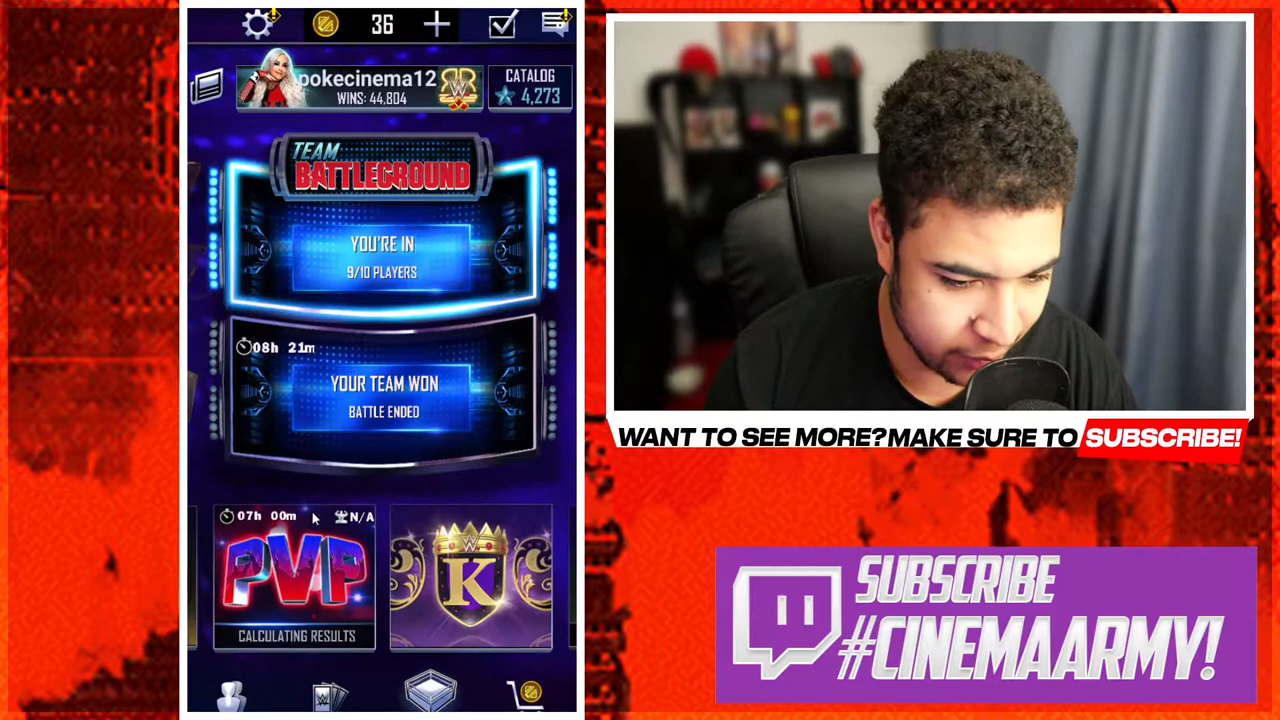 36
pokecinema12
WINS: 44,804
CATALOG
4,273
TEAM
BATTLEGROUND
YOU'RE IN
9/10 PLAYERS
08h 21m
YOUR TEAM WON
BATTLE ENDED
07h 00m
N/A
PVP
CALCULATING RESULTS
K
WANT TO SEE MORE? MAKE SURE TO SUBSCRIBE!
SUBSCRIBE
#CINEMAARMY!